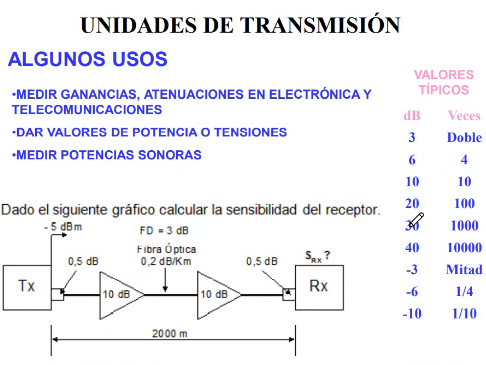 UNIDADES DE TRANSMISIÓN
ALGUNOS USOS
•MEDIR GANANCIAS, ATENUACIONES EN ELECTRÓNICA Y
TELECOMUNICACIONES
•DAR VALORES DE POTENCIA O TENSIONES
•MEDIR POTENCIAS SONORAS
VALORES
TÍPICOS
dB Veces
3 Doble
6 4
10 10
20 100
30 1000
40 10000
-3 Mitad
-6 1/4
-10 1/10
Dado el siguiente gráfico calcular la sensibilidad del receptor.
- 5 dBm
FD = 3 dB
Fibra Óptica
0,2 dB/Km
0,5 dB
0,5 dB
SRX ?
Tx
10 dB
10 dB
Rx
2000 m